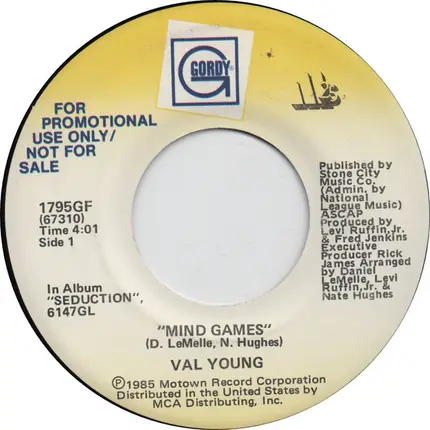 GORDY®
FOR
PROMOTIONAL
USE ONLY/
NOT FOR
SALE
1795GF
(67310)
Time 4:01
Side 1
In Album
"SEDUCTION",
6147GL
Published by
Stone City
Music Co.
(Admin. by
National
League Music)
ASCAP
Produced by
Levi Ruffin,Jr.
& Fred Jenkins
Executive
Producer Rick
James Arranged
by Daniel
LeMelle, Levi
Ruffin,Jr. &
Nate Hughes
"MIND GAMES"
(D. LeMelle, N. Hughes)
VAL YOUNG
Ⓟ1985 Motown Record Corporation
Distributed in the United States by
MCA Distributing, Inc.